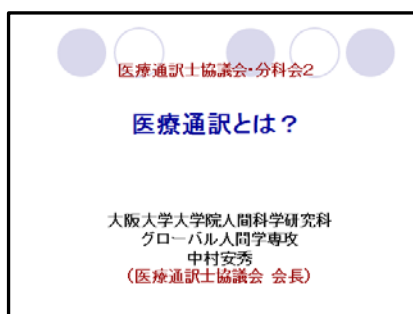 医療通訳士協議会・分科会2
医療通訳とは？
大阪大学大学院人間科学研究科
グローバル人間学専攻
中村安秀
（医療通訳士協議会 会長）